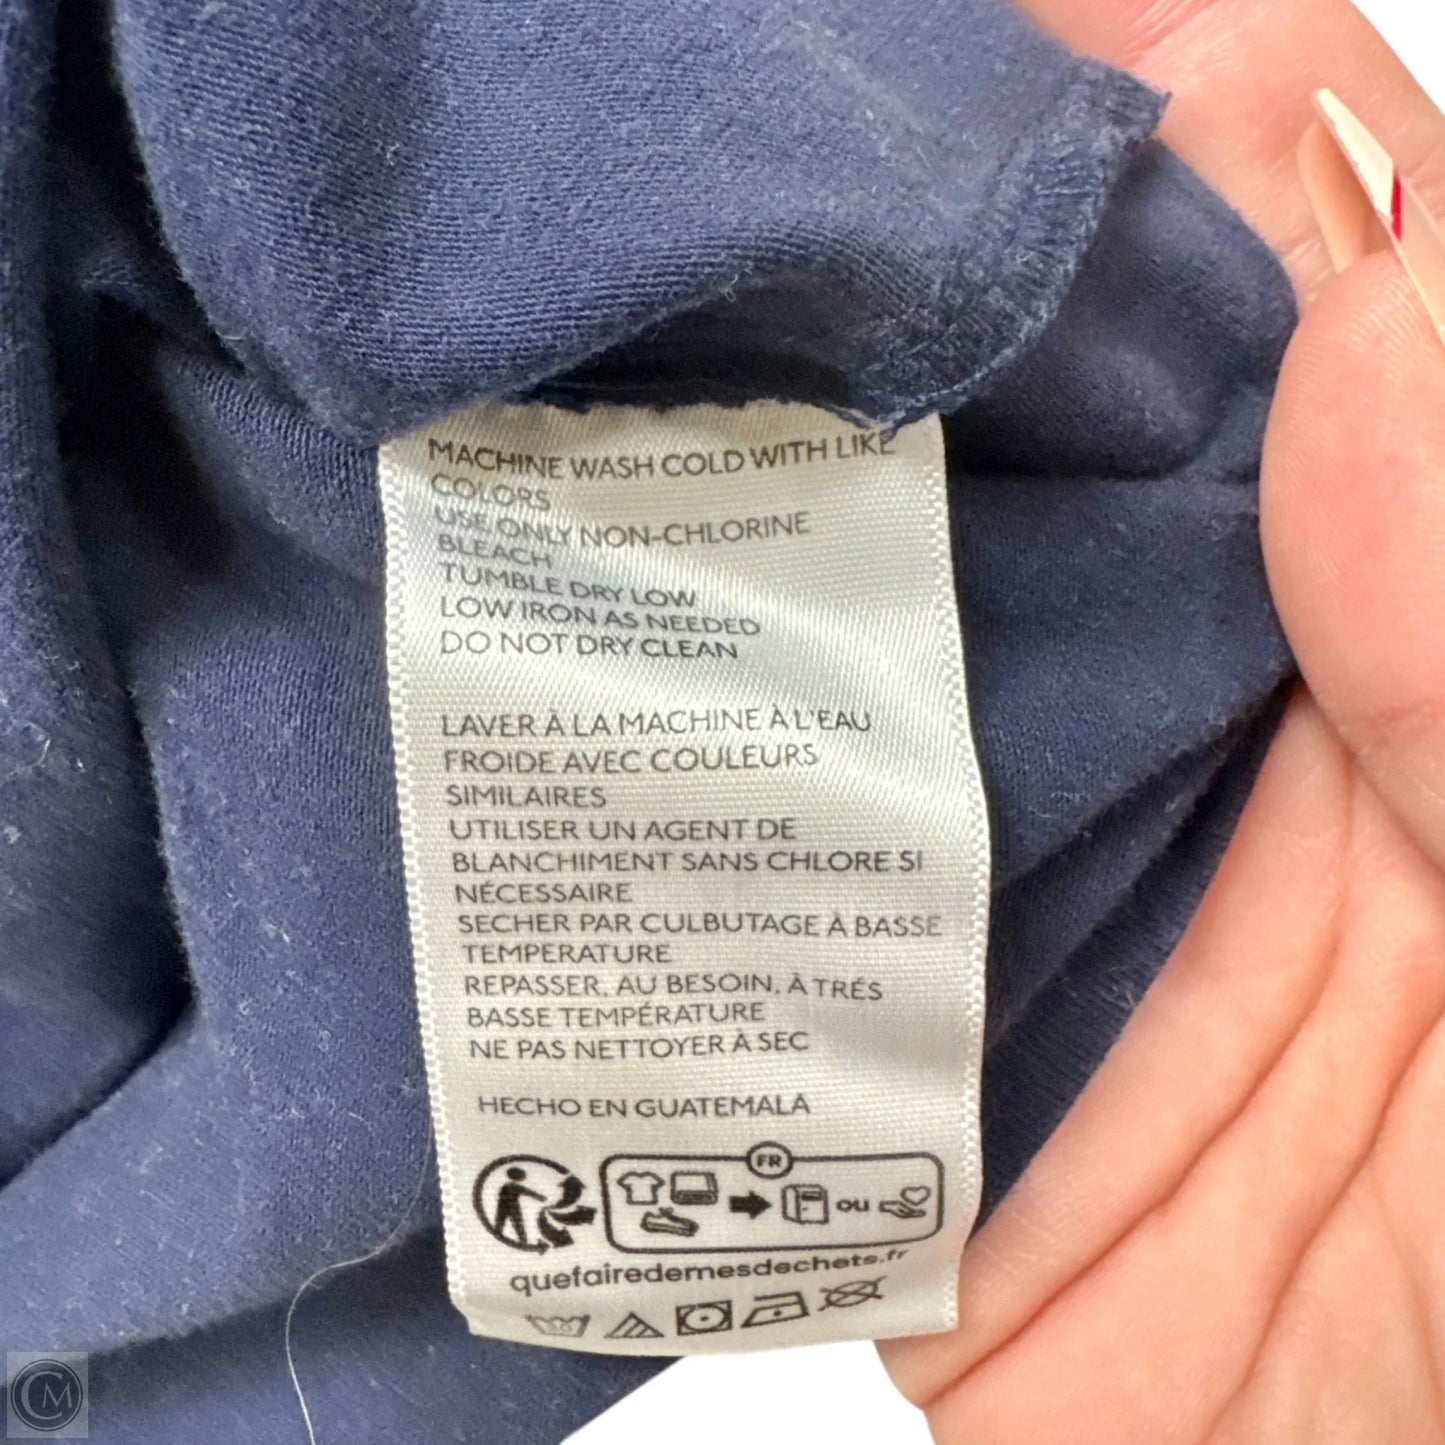 MACHINE WASH COLD WITH LIKE
COLORS
USE ONLY NON-CHLORINE
BLEACH
TUMBLE DRY LOW
LOW IRON AS NEEDED
DO NOT DRY CLEAN
LAVER À LA MACHINE À L'EAU
FROIDE AVEC COULEURS
SIMILAIRES
UTILISER UN AGENT DE
BLANCHIMENT SANS CHLORE SI
NÉCESSAIRE
SECHER PAR CULBUTAGE À BASSE
TEMPERATURE
REPASSER, AU BESOIN, À TRÉS
BASSE TEMPÉRATURE
NE PAS NETTOYER À SEC
HECHO EN GUATEMALA
FR
ou
quefairedemesdechets.fr
CM